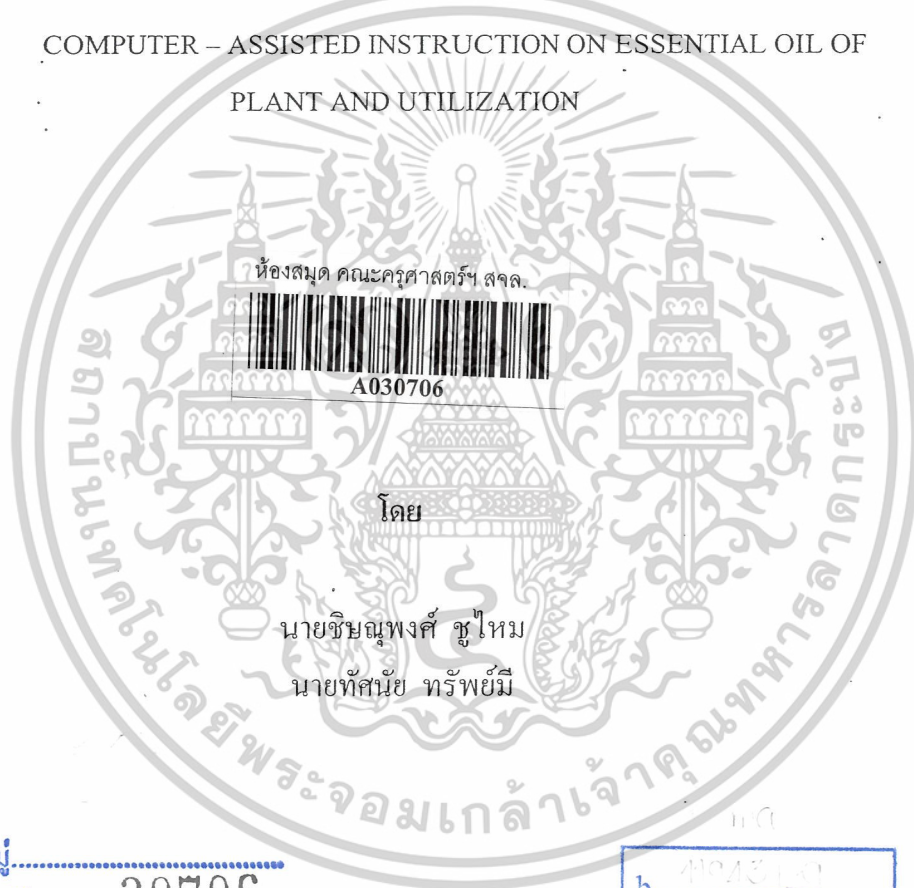 COMPUTER – ASSISTED INSTRUCTION ON ESSENTIAL OIL OF
PLANT AND UTILIZATION
ห้องสมุด คณะครุศาสตร์ฯ สจล.
A030706
โดย
นายชิษณุพงศ์ ชูไหม
นายทัศนัย ทรัพย์มี
สถาบันเทคโนโลยีพระจอมเกล้าเจ้าคุณทหารลาดกระบัง
b